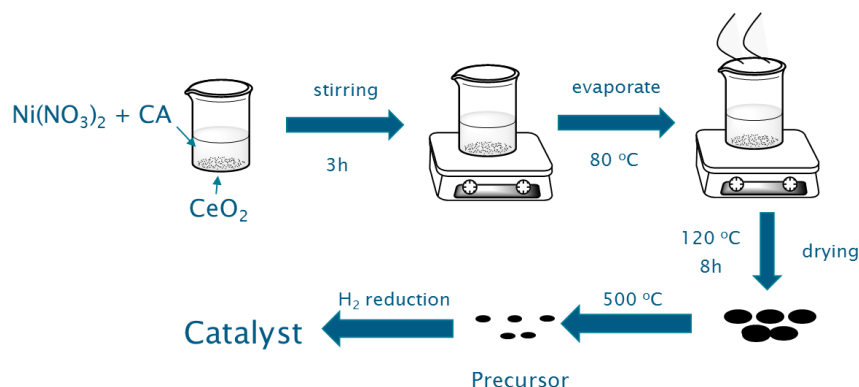 Ni(NO₃)₂ + CA
CeO₂
stirring
3h
evaporate
80 ᵒC
120 ᵒC
8h
drying
500 ᵒC
H₂ reduction
Catalyst
Precursor